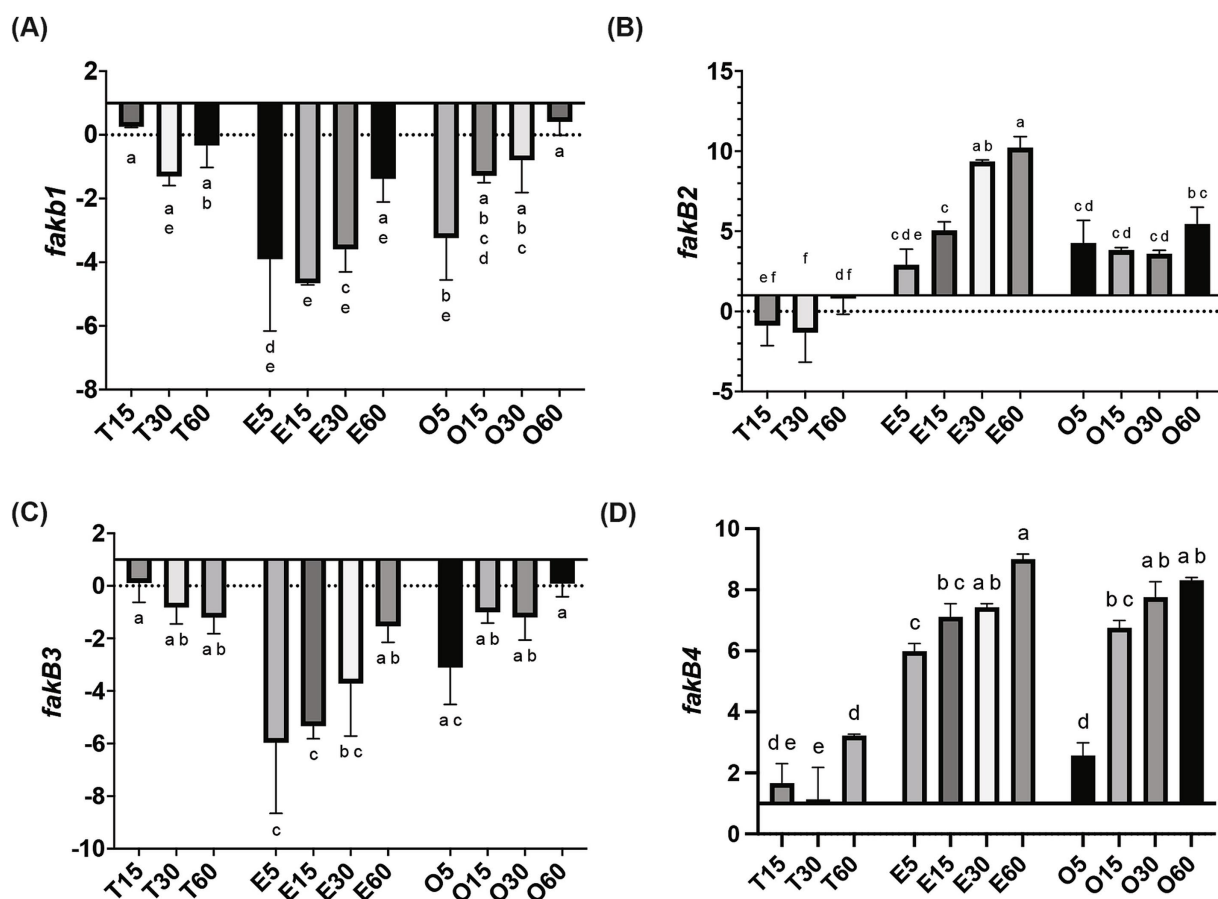 (A)
fakb1
2
0
-2
-4
-6
-8
a
a
e
a
b
d
e
e
c
e
a
e
b
e
a
b
c
d
a
b
c
a
T15 T30 T60 E5 E15 E30 E60 O5 O15 O30 O60
(B)
fakB2
15
10
5
0
-5
e f
f
d f
c d e
c
a b
a
c d
c d
c d
b c
T15 T30 T60 E5 E15 E30 E60 O5 O15 O30 O60
(C)
fakB3
2
0
-2
-4
-6
-8
-10
a
a b
a b
c
c
b c
a b
a c
a b
a b
a
T15 T30 T60 E5 E15 E30 E60 O5 O15 O30 O60
(D)
fakB4
10
8
6
4
2
0
d e
e
d
c
b c
a b
a
d
b c
a b
a b
T15 T30 T60 E5 E15 E30 E60 O5 O15 O30 O60